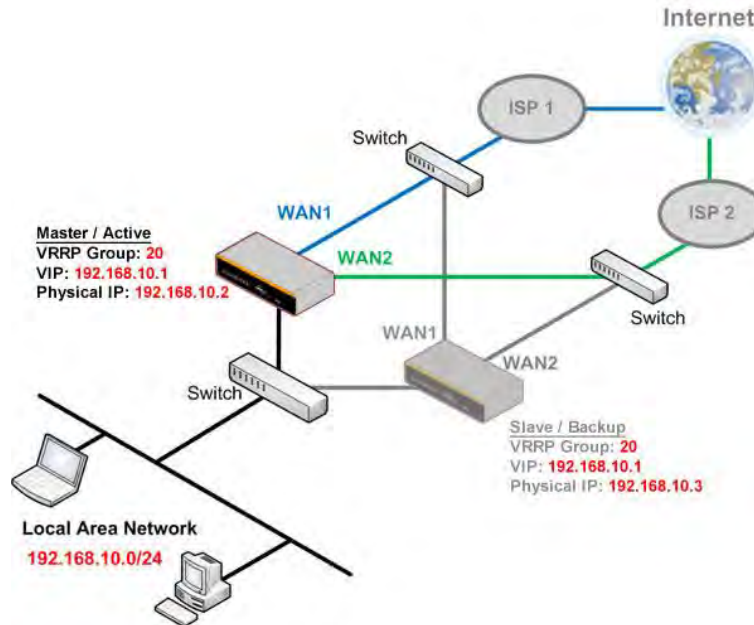 Internet
ISP 1
Switch
WAN1
ISP 2
Master / Active
VRRP Group: 20
VIP: 192.168.10.1
Physical IP: 192.168.10.2
WAN2
Switch
WAN1
WAN2
Switch
Slave / Backup
VRRP Group: 20
VIP: 192.168.10.1
Physical IP: 192.168.10.3
Local Area Network
192.168.10.0/24